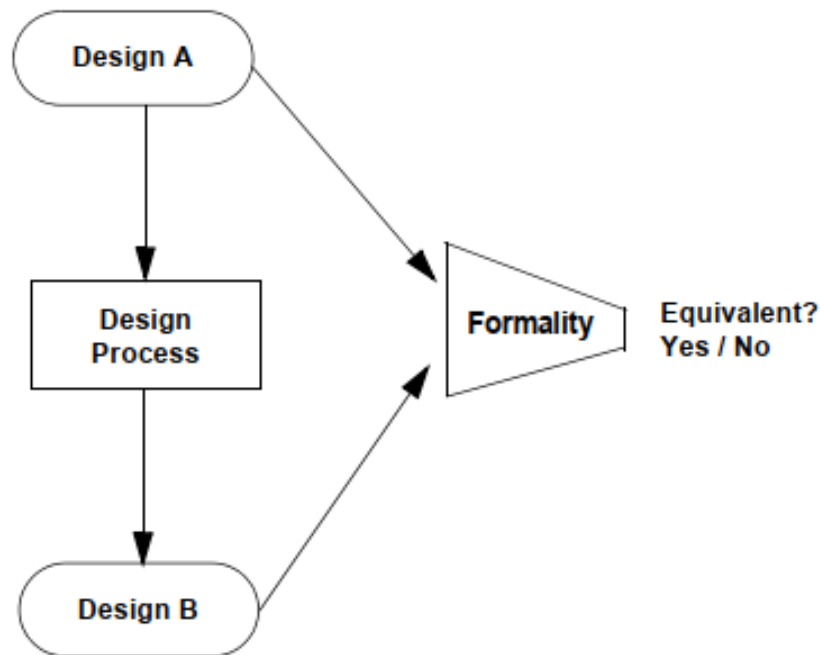 Design A
Design
Process
Formality
Equivalent?
Yes / No
Design B